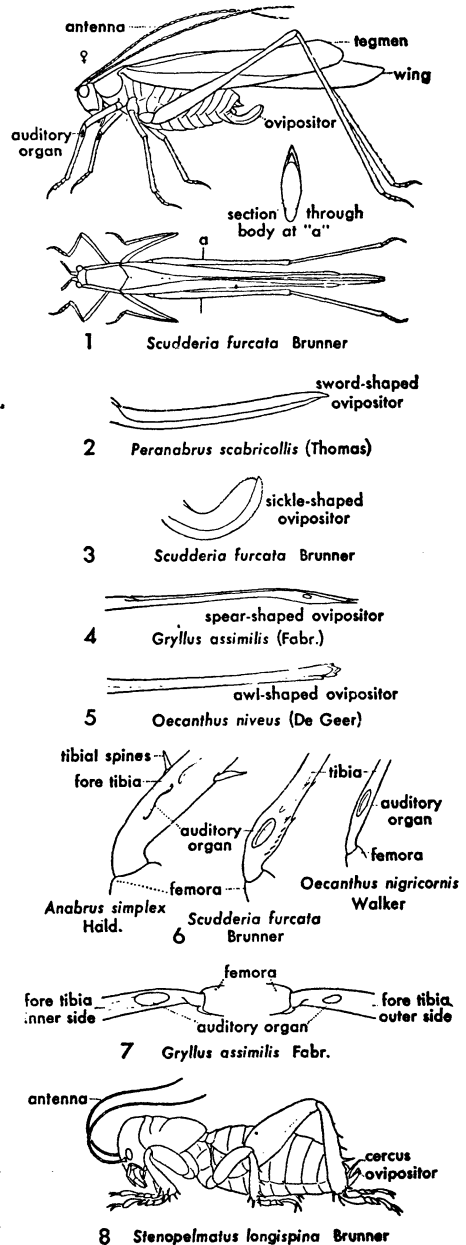 antenna
♀
tegmen
wing
auditory
organ
ovipositor
section through
body at "a"
a
1 Scudderia furcata Brunner
sword-shaped
ovipositor
2 Peranabrus scabricollis (Thomas)
sickle-shaped
ovipositor
3 Scudderia furcata Brunner
spear-shaped ovipositor
4 Gryllus assimilis (Fabr.)
awl-shaped ovipositor
5 Oecanthus niveus (De Geer)
tibial spines
fore tibia
tibia
auditory
organ
auditory
organ
femora
femora
Anabrus simplex
Hald.
6 Scudderia furcata
Brunner
Oecanthus nigricornis
Walker
femora
fore tibia
inner side
auditory organ
fore tibia
outer side
7 Gryllus assimilis Fabr.
antenna
cercus
ovipositor
8 Stenopelmatus longispina Brunner